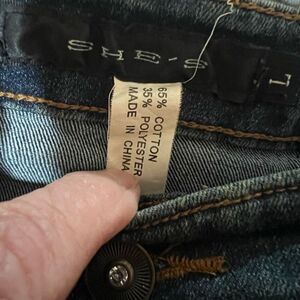 SHE'S
L
65% COTTON
35% POLYESTER
MADE IN CHINA